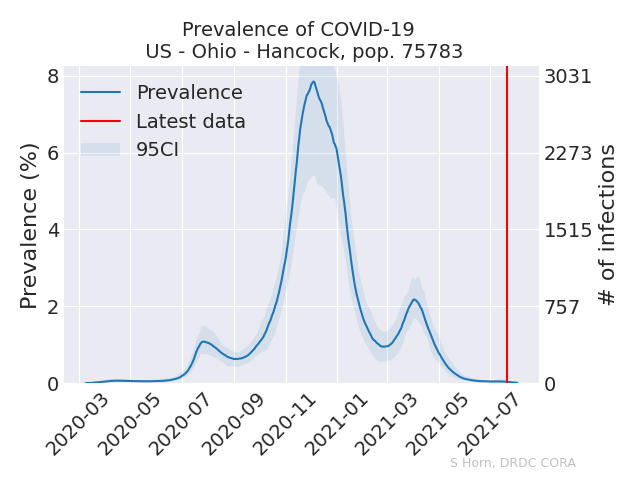 Prevalence of COVID-19
US - Ohio - Hancock, pop. 75783
Prevalence
Latest data
95CI
Prevalence (%)
8
6
4
2
0
3031
2273
1515
757
0
# of infections
2020-03
2020-05
2020-07
2020-09
2020-11
2021-01
2021-03
2021-05
2021-07
S Horn, DRDC CORA